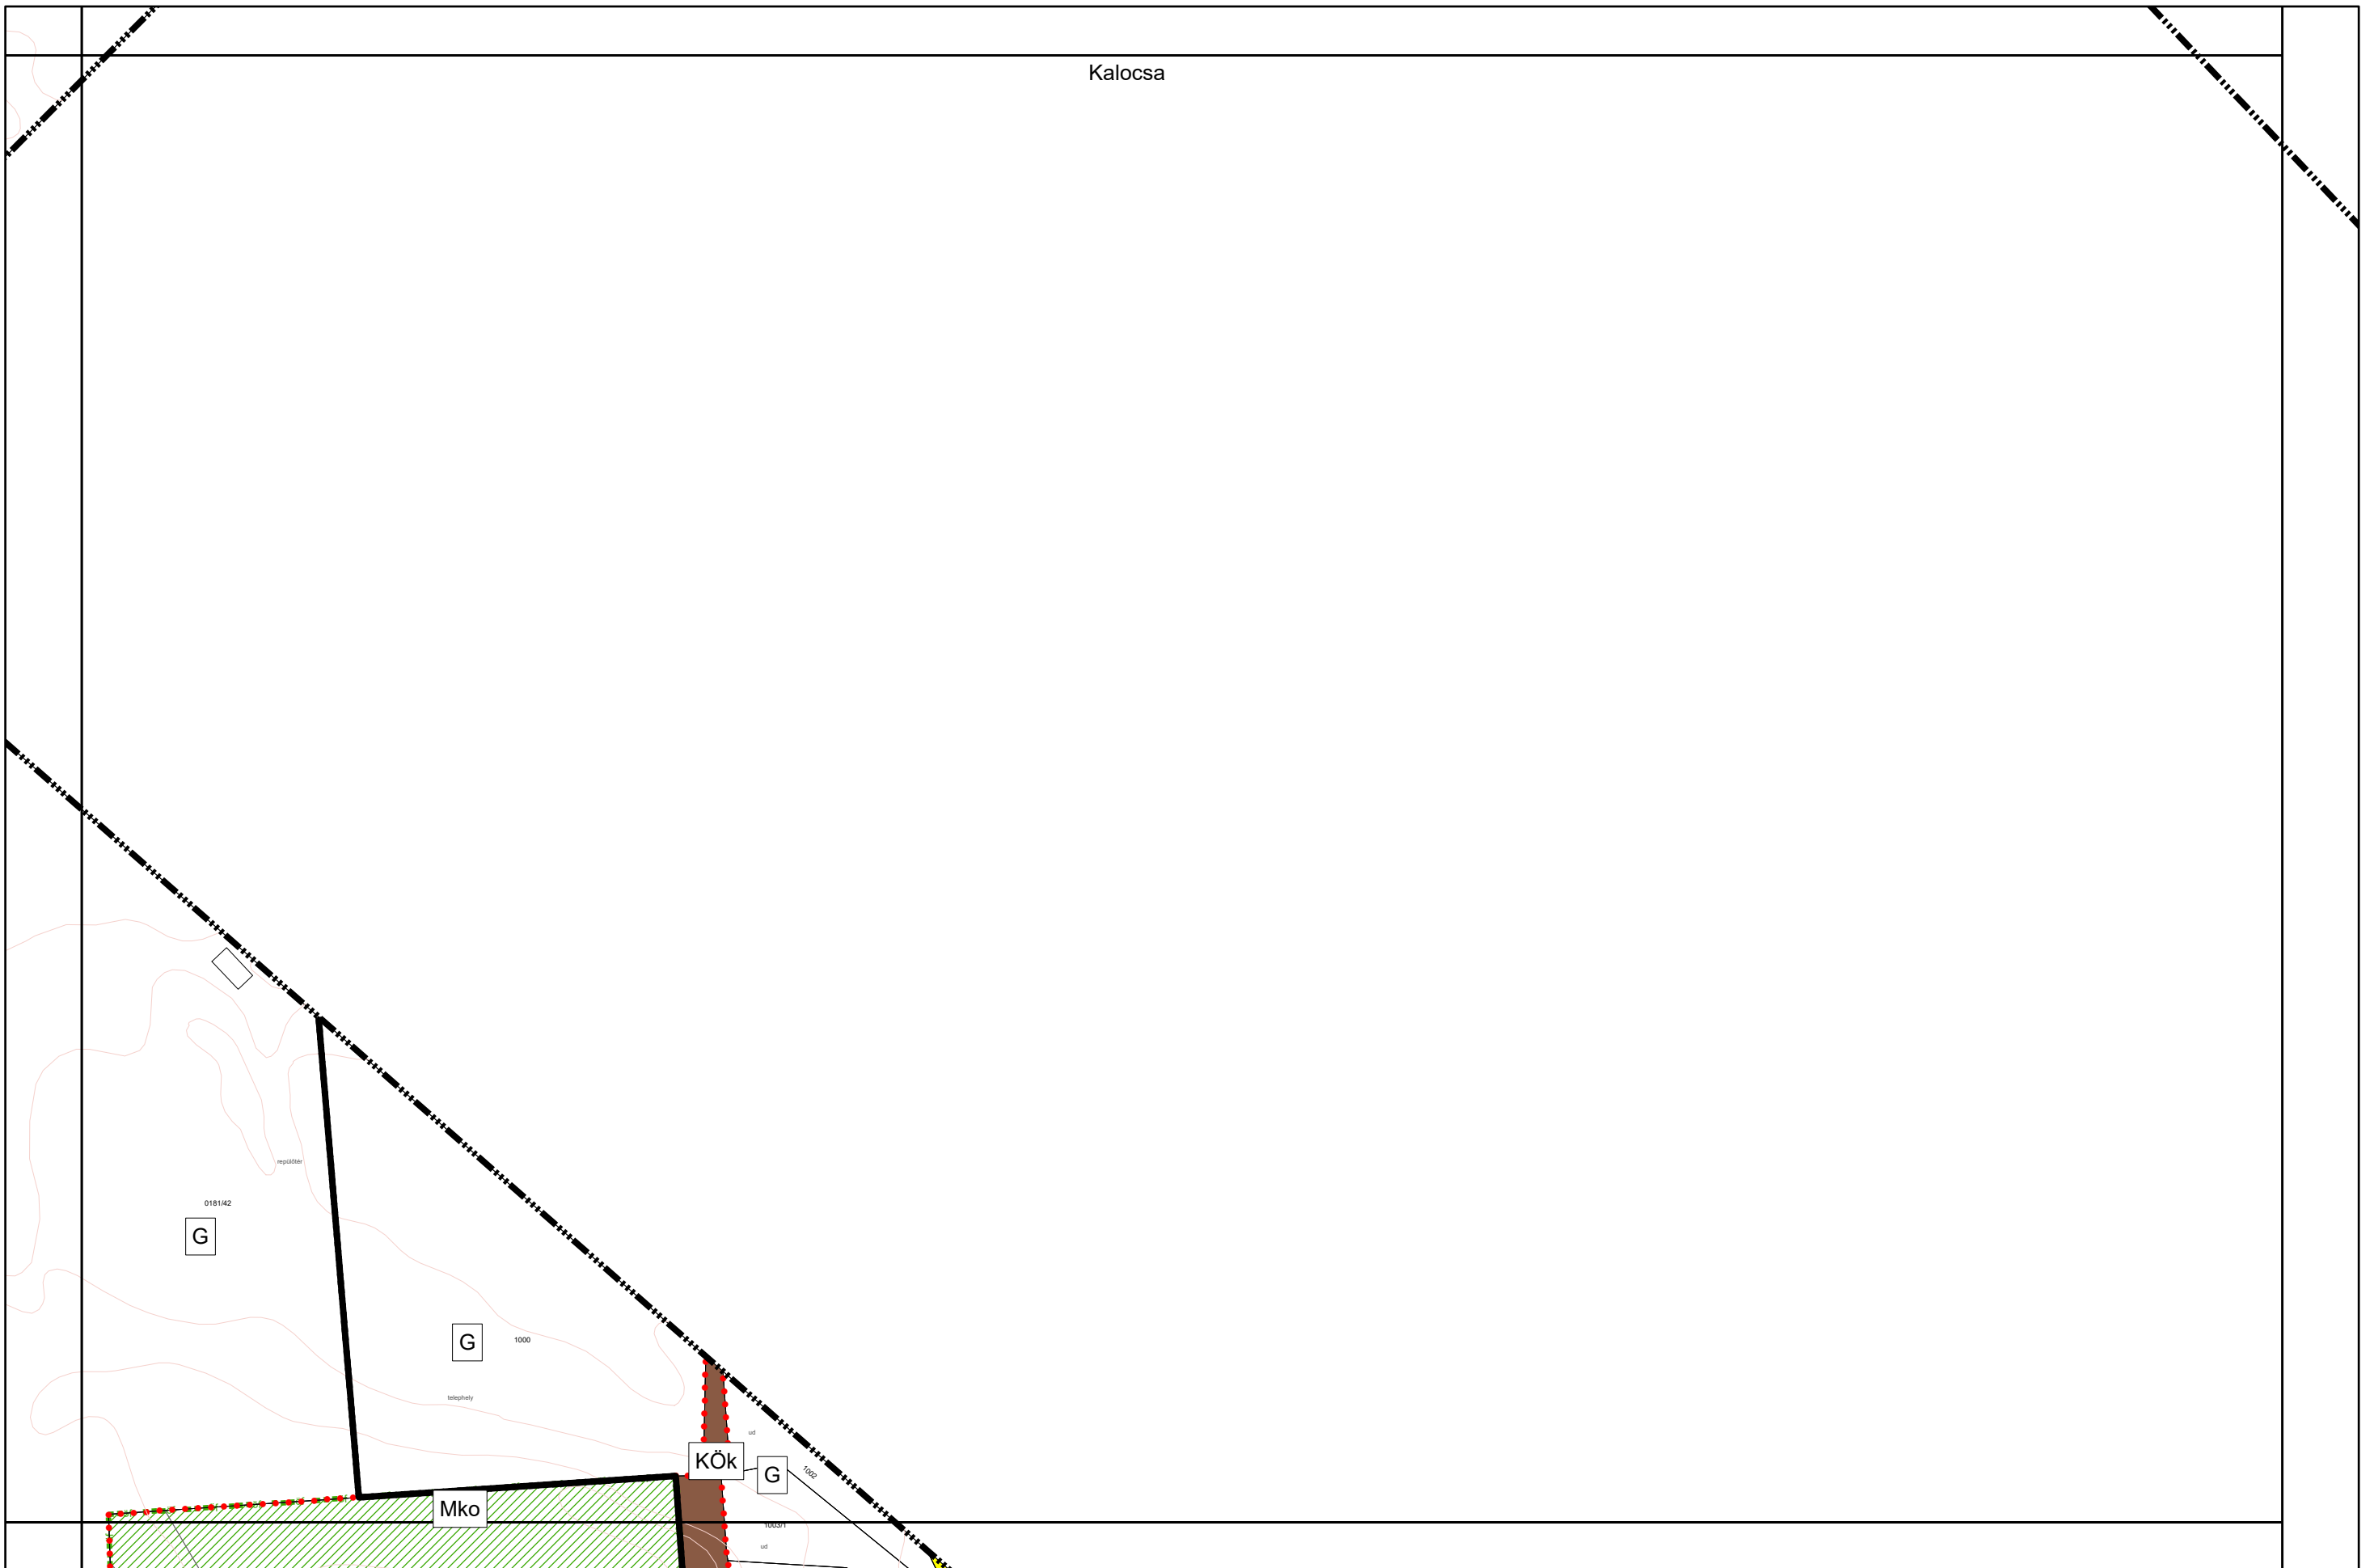 Kalocsa
repülőtér
0181/42
G
G
1000
telephely
ud
KÖk
G
1002
Mko
1003/1
ud